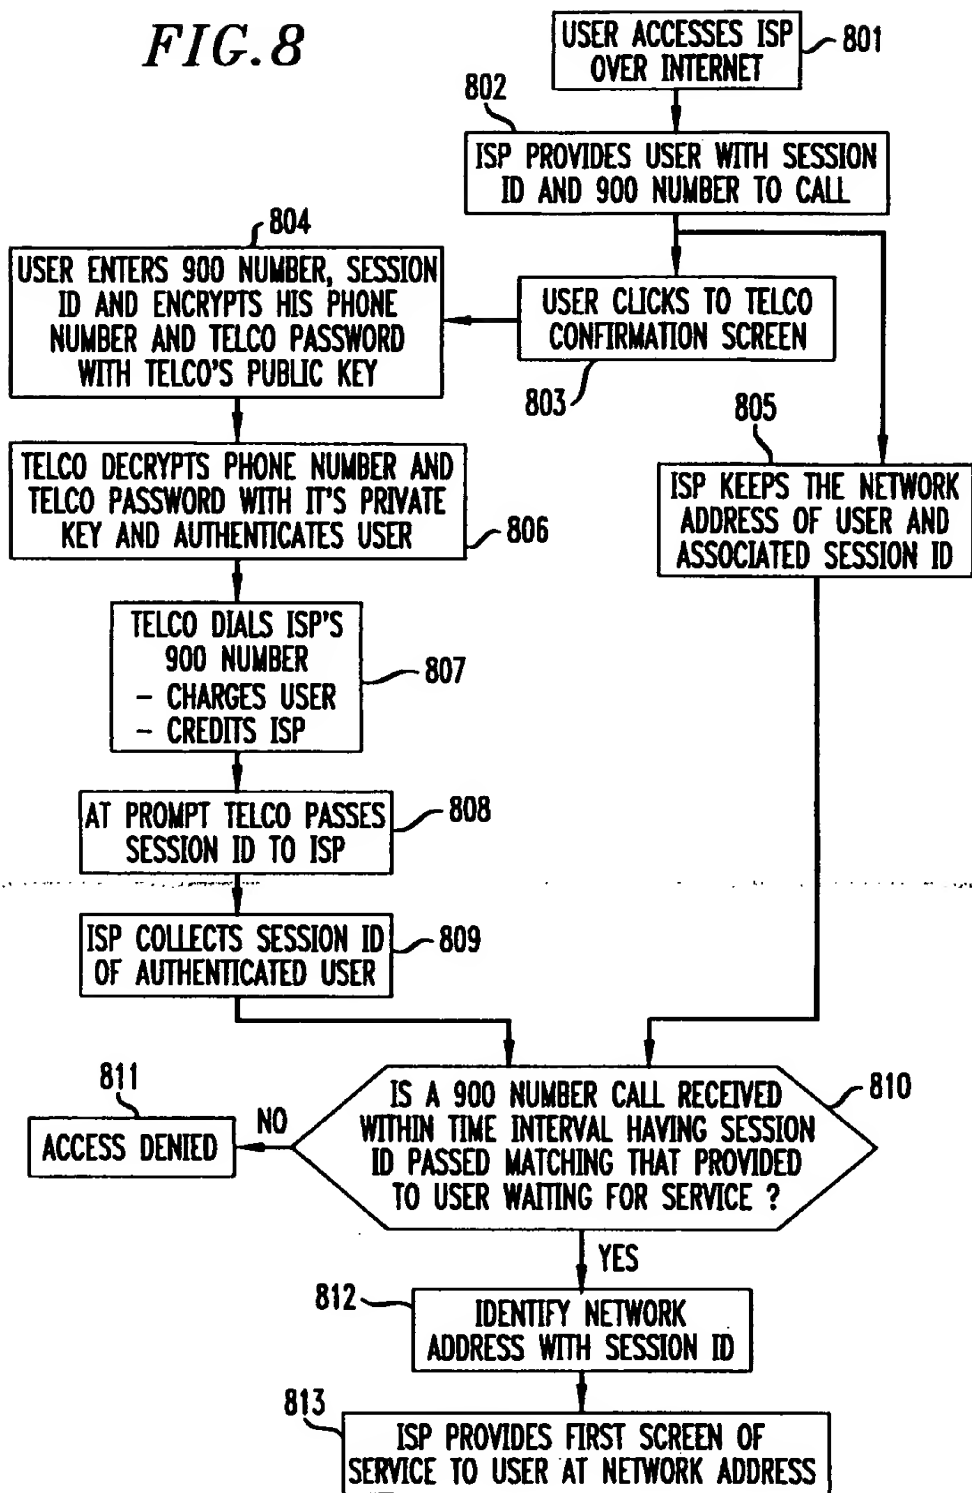 FIG.8
USER ACCESSES ISP
OVER INTERNET
801
802
ISP PROVIDES USER WITH SESSION
ID AND 900 NUMBER TO CALL
804
USER ENTERS 900 NUMBER, SESSION
ID AND ENCRYPTS HIS PHONE
NUMBER AND TELCO PASSWORD
WITH TELCO'S PUBLIC KEY
USER CLICKS TO TELCO
CONFIRMATION SCREEN
803
805
ISP KEEPS THE NETWORK
ADDRESS OF USER AND
ASSOCIATED SESSION ID
TELCO DECRYPTS PHONE NUMBER AND
TELCO PASSWORD WITH IT'S PRIVATE
KEY AND AUTHENTICATES USER
806
TELCO DIALS ISP'S
900 NUMBER
- CHARGES USER
- CREDITS ISP
807
AT PROMPT TELCO PASSES
SESSION ID TO ISP
808
ISP COLLECTS SESSION ID
OF AUTHENTICATED USER
809
IS A 900 NUMBER CALL RECEIVED
WITHIN TIME INTERVAL HAVING SESSION
ID PASSED MATCHING THAT PROVIDED
TO USER WAITING FOR SERVICE ?
810
811
NO
ACCESS DENIED
YES
812
IDENTIFY NETWORK
ADDRESS WITH SESSION ID
813
ISP PROVIDES FIRST SCREEN OF
SERVICE TO USER AT NETWORK ADDRESS